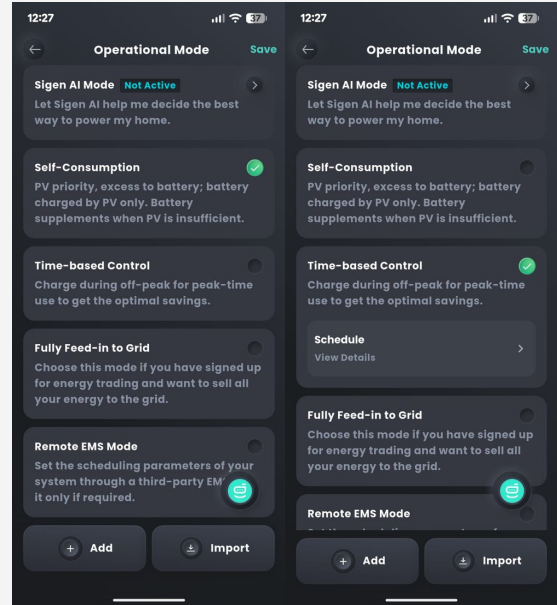 12:27
37
Operational Mode
Save
Sigen AI Mode Not Active
Let Sigen AI help me decide the best
way to power my home.
Self-Consumption
PV priority, excess to battery; battery
charged by PV only. Battery
supplements when PV is insufficient.
Time-based Control
Charge during off-peak for peak-time
use to get the optimal savings.
Fully Feed-in to Grid
Choose this mode if you have signed up
for energy trading and want to sell all
your energy to the grid.
Remote EMS Mode
Set the scheduling parameters of your
system through a third-party
it only if required.
Add
Import
12:27
37
Operational Mode
Save
Sigen AI Mode Not Active
Let Sigen AI help me decide the best
way to power my home.
Self-Consumption
PV priority, excess to battery; battery
charged by PV only. Battery
supplements when PV is insufficient.
Time-based Control
Charge during off-peak for peak-time
use to get the optimal savings.
Schedule
View Details
Fully Feed-in to Grid
Choose this mode if you have signed up
for energy trading and want to sell all
your energy to the grid.
Remote EMS Mode
Add
Import